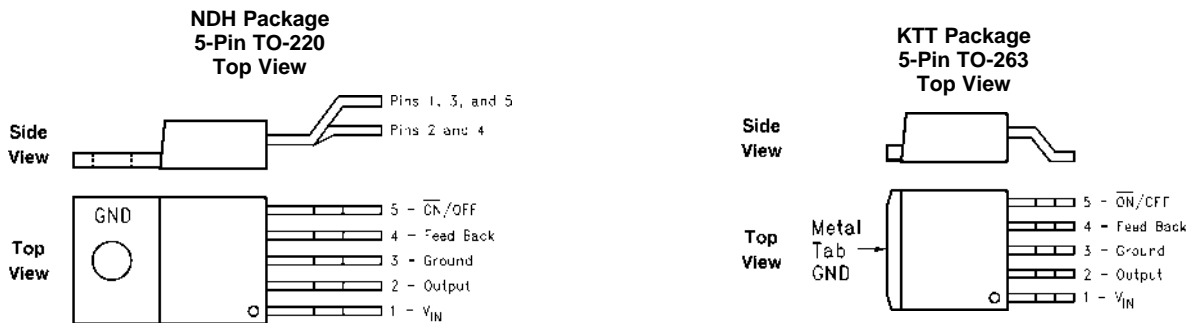 NDH Package
5-Pin TO-220
Top View
Side
View
Pins 1, 3, and 5
Pins 2 and 4
Top
View
GND
5 - ON/OFF
4 - Feed Back
3 - Ground
2 - Output
1 - VIN
KTT Package
5-Pin TO-263
Top View
Side
View
Top
View
Metal
Tab
GND
5 - ON/OFF
4 - Feed Back
3 - Ground
2 - Output
1 - VIN